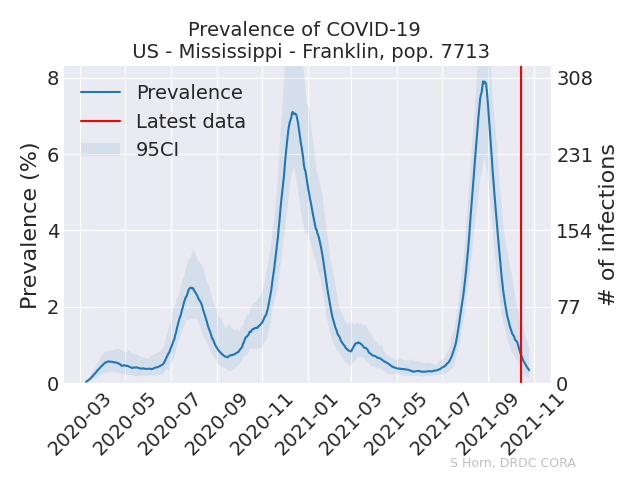 Prevalence of COVID-19
US - Mississippi - Franklin, pop. 7713
Prevalence
Latest data
95CI
Prevalence (%)
8
6
4
2
0
308
231
154
77
0
# of infections
2020-03
2020-05
2020-07
2020-09
2020-11
2021-01
2021-03
2021-05
2021-07
2021-09
2021-11
S Horn, DRDC CORA